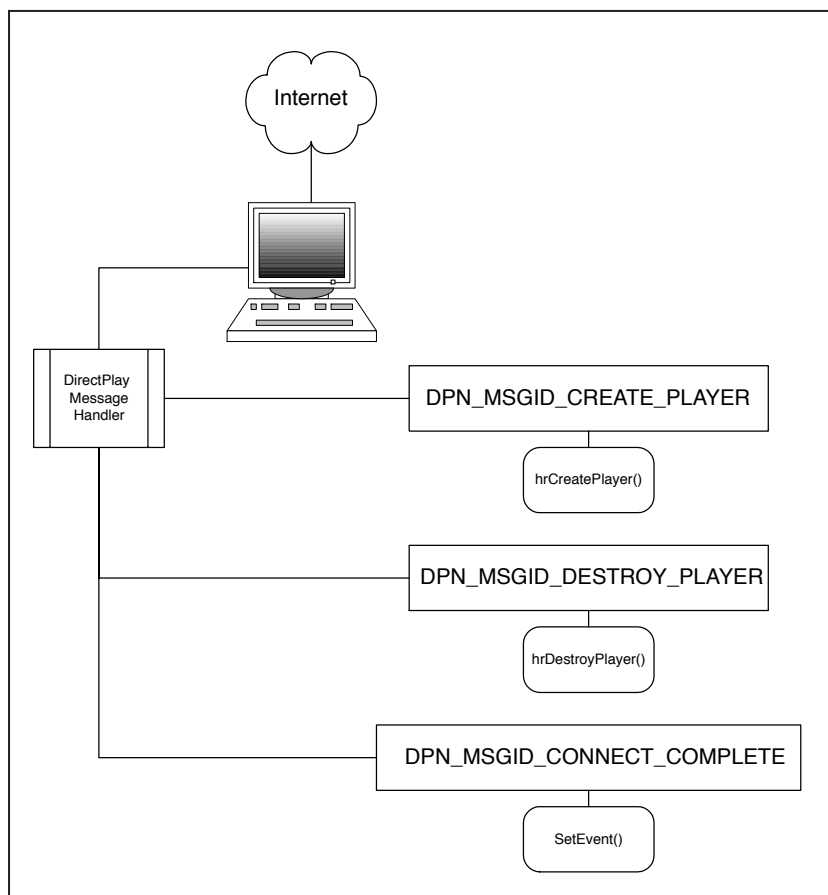 Internet
DirectPlay
Message
Handler
DPN_MSGID_CREATE_PLAYER
hrCreatePlayer()
DPN_MSGID_DESTROY_PLAYER
hrDestroyPlayer()
DPN_MSGID_CONNECT_COMPLETE
SetEvent()